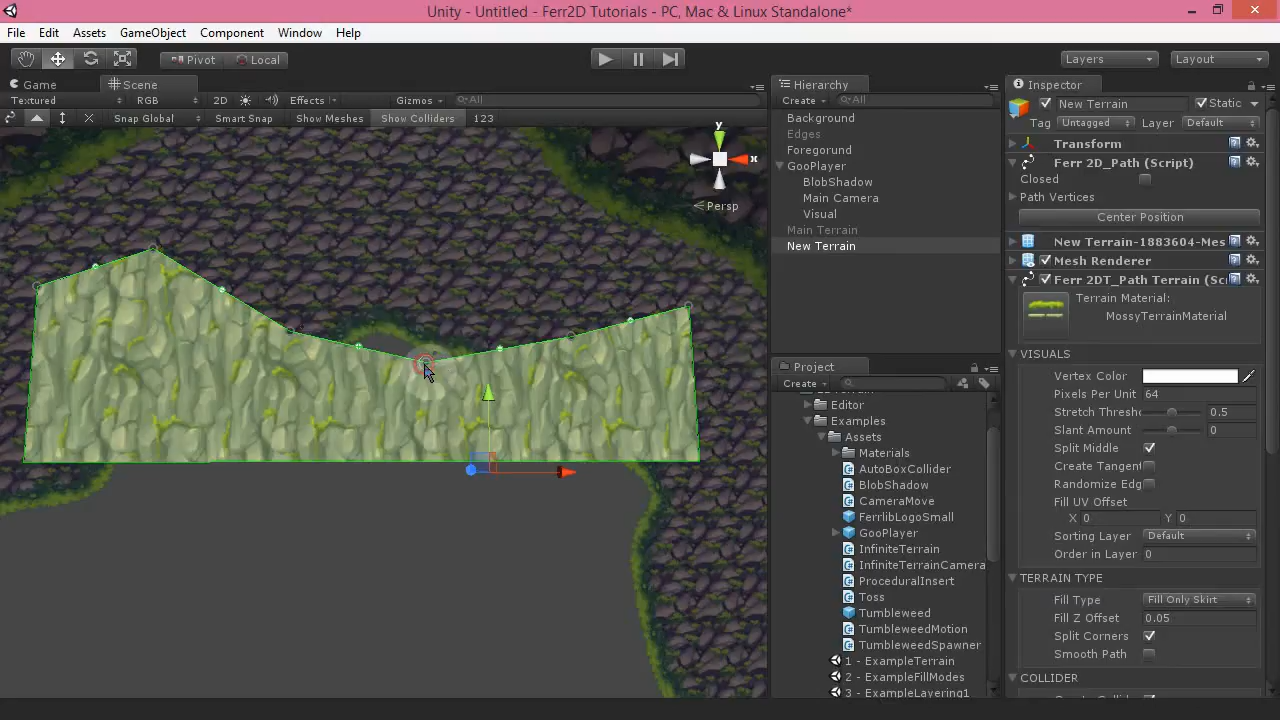 Unity - Untitled - Ferr2D Tutorials - PC, Mac & Linux Standalone*
File Edit Assets GameObject Component Window Help
Pivot Local Layers Layout
Game Scene
Textured RGB 2D Effects Gizmos All
Snap Global Smart Snap Show Meshes Show Colliders 123
y
x
Persp
Hierarchy
Create All
Background
Edges
Foregorund
GooPlayer
BlobShadow
Main Camera
Visual
Main Terrain
New Terrain
Project
Create
Editor
Examples
Assets
Materials
AutoBoxCollider
BlobShadow
CameraMove
FerrlibLogoSmall
GooPlayer
InfiniteTerrain
InfiniteTerrainCamera
ProceduralInsert
Toss
Tumbleweed
TumbleweedMotion
TumbleweedSpawner
1 - ExampleTerrain
2 - ExampleFillModes
3 - ExampleLayering1
Inspector
New Terrain Static
Tag Untagged Layer Default
Transform
Ferr 2D_Path (Script)
Closed
Path Vertices
Center Position
New Terrain-1883604-Mes
Mesh Renderer
Ferr 2DT_Path Terrain (Sc
Terrain Material:
MossyTerrainMaterial
VISUALS
Vertex Color
Pixels Per Unit 64
Stretch Thresh 0.5
Slant Amount 0
Split Middle
Create Tangent
Randomize Edg
Fill UV Offset
X 0 Y 0
Sorting Layer Default
Order in Layer 0
TERRAIN TYPE
Fill Type Fill Only Skirt
Fill Z Offset 0.05
Split Corners
Smooth Path
COLLIDER